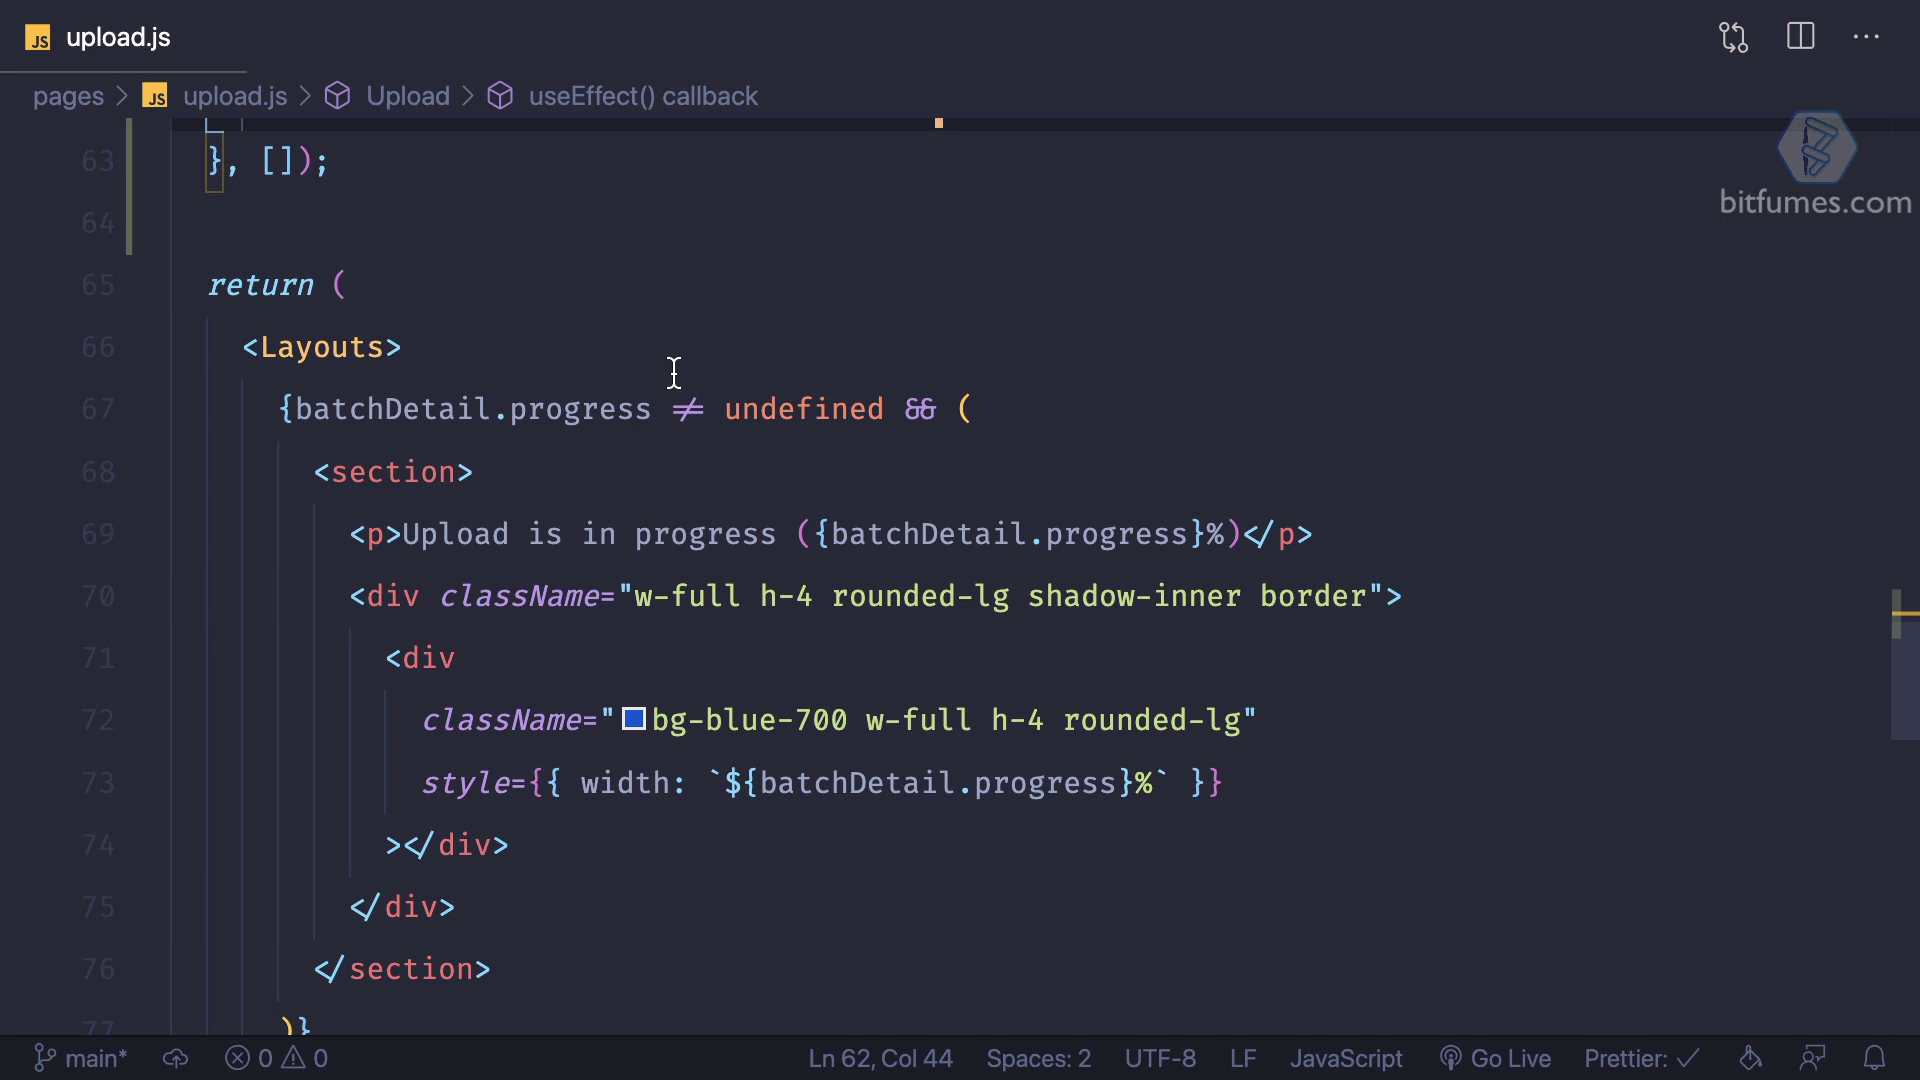 JS upload.js
pages > JS upload.js > Upload > useEffect() callback
bitfumes.com
63 }, []);
64
65 return (
66 <Layouts>
67 {batchDetail.progress ≠ undefined && (
68 <section>
69 <p>Upload is in progress ({batchDetail.progress}%)</p>
70 <div className="w-full h-4 rounded-lg shadow-inner border">
71 <div
72 className="bg-blue-700 w-full h-4 rounded-lg"
73 style={{ width: `${batchDetail.progress}%` }}
74 ></div>
75 </div>
76 </section>
77 )}
main* 0 0 Ln 62, Col 44 Spaces: 2 UTF-8 LF JavaScript Go Live Prettier: ✓